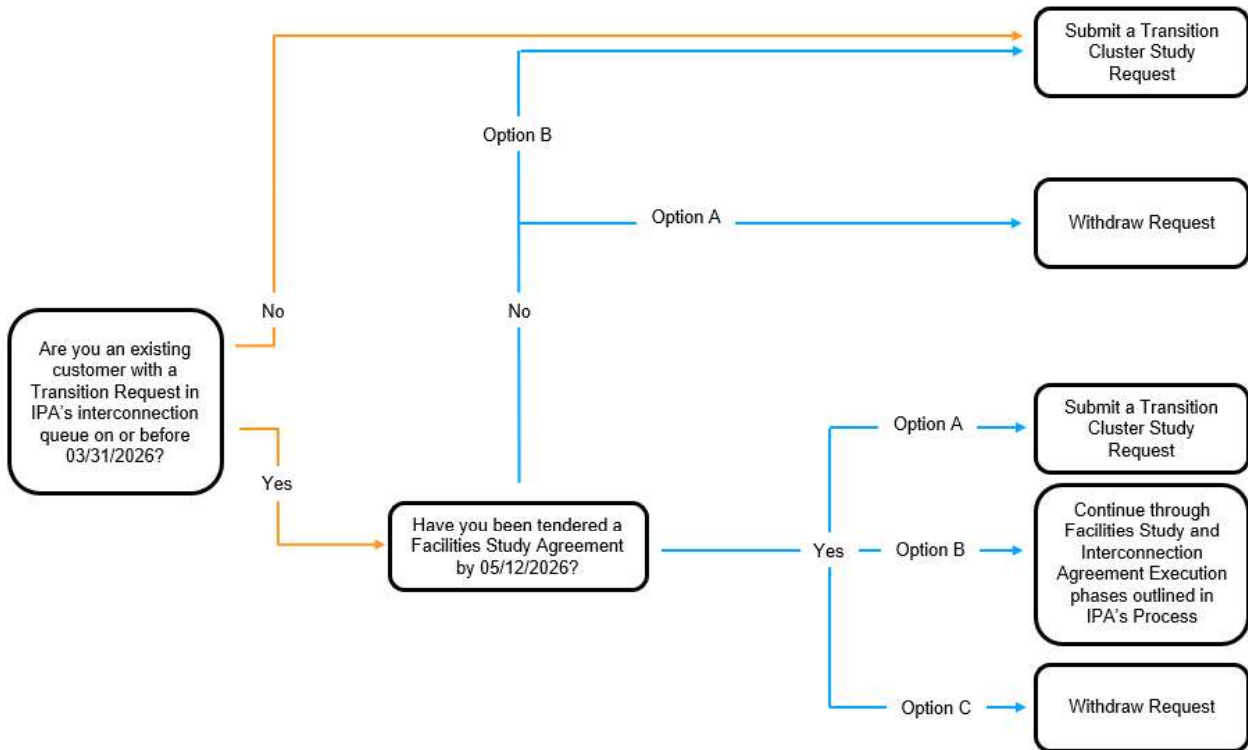 Submit a Transition
Cluster Study
Request
Option B
Option A
Withdraw Request
No
No
Are you an existing
customer with a
Transition Request in
IPA's interconnection
queue on or before
03/31/2026?
Yes
Have you been tendered a
Facilities Study Agreement
by 05/12/2026?
Yes
Option A
Submit a Transition
Cluster Study
Request
Option B
Continue through
Facilities Study and
Interconnection
Agreement Execution
phases outlined in
IPA's Process
Option C
Withdraw Request